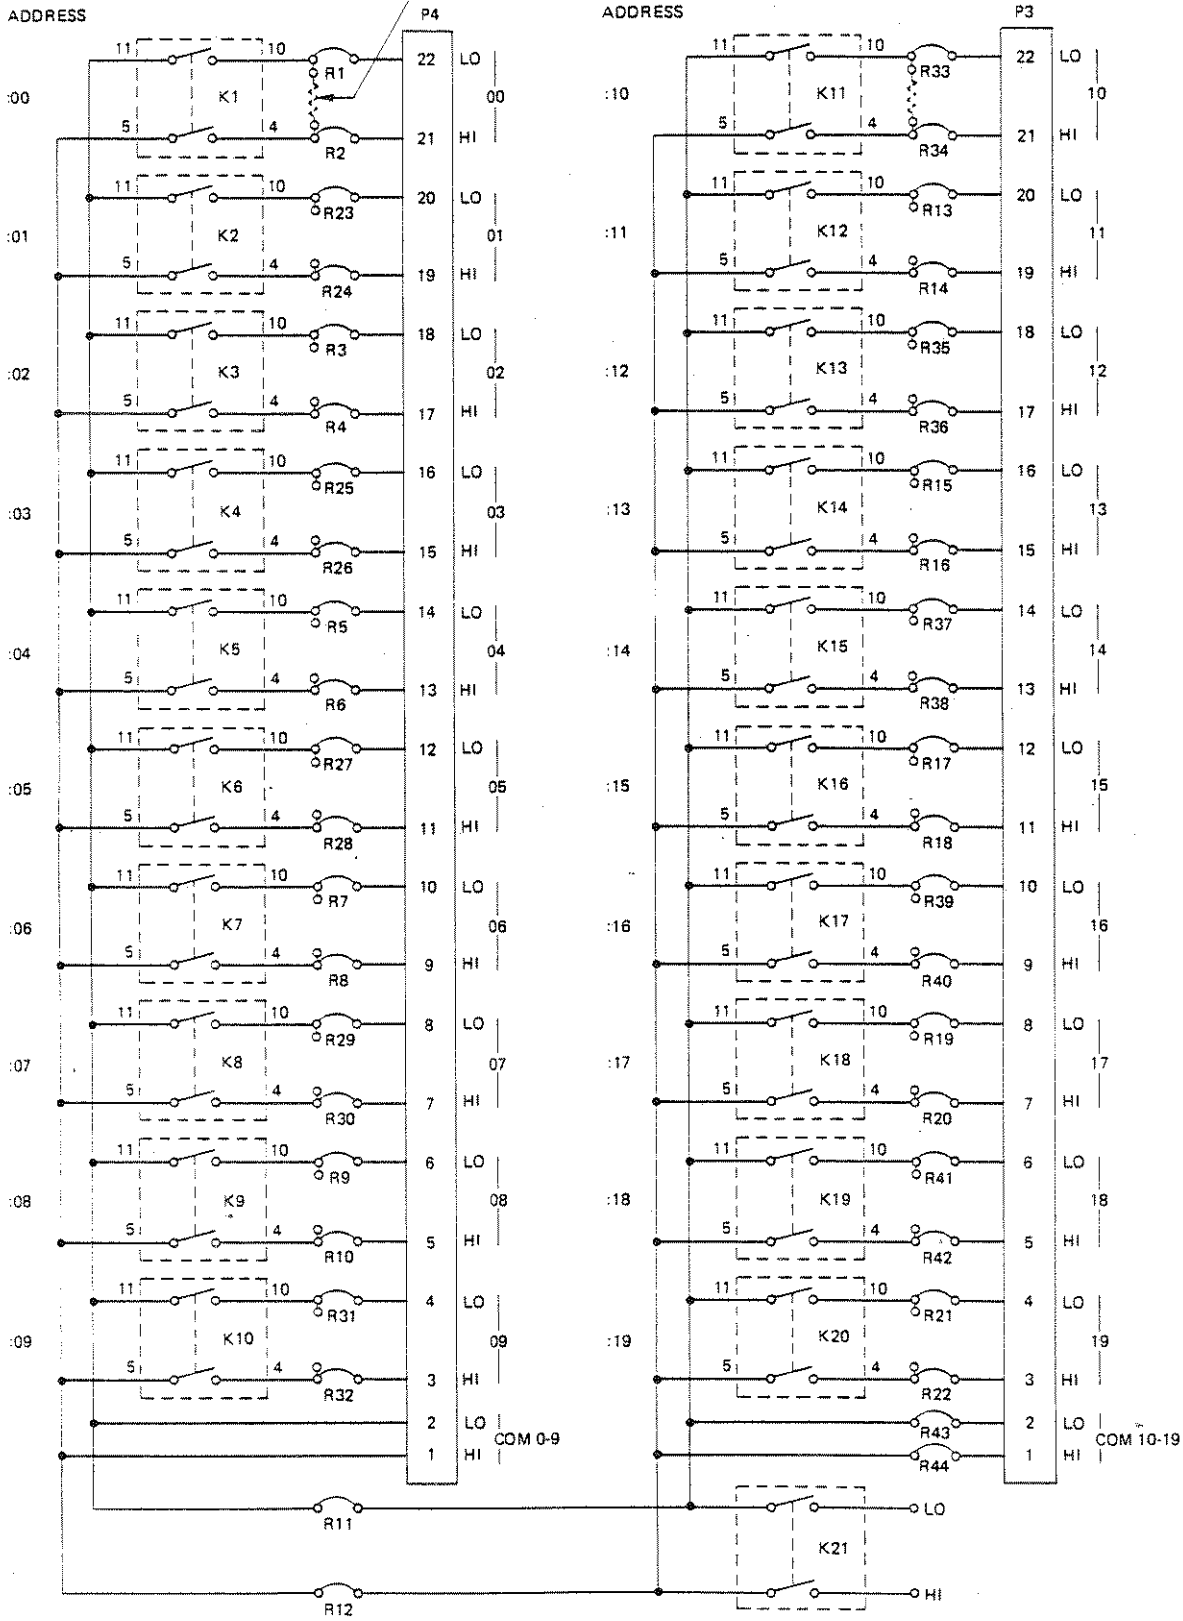 ADDRESS P4 ADDRESS P3
11 10 22 LO 11 10 22 LO
R1 R33
:00 K1 00 :10 K11 10
5 4 21 HI 5 4 21 HI
R2 R34
11 10 20 LO 11 10 20 LO
R23 R13
:01 K2 01 :11 K12 11
5 4 19 HI 5 4 19 HI
R24 R14
11 10 18 LO 11 10 18 LO
R3 R35
:02 K3 02 :12 K13 12
5 4 17 HI 5 4 17 HI
R4 R36
11 10 16 LO 11 10 16 LO
R25 R15
:03 K4 03 :13 K14 13
5 4 15 HI 5 4 15 HI
R26 R16
11 10 14 LO 11 10 14 LO
R5 R37
:04 K5 04 :14 K15 14
5 4 13 HI 5 4 13 HI
R6 R38
11 10 12 LO 11 10 12 LO
R27 R17
:05 K6 05 :15 K16 15
5 4 11 HI 5 4 11 HI
R28 R18
11 10 10 LO 11 10 10 LO
R7 R39
:06 K7 06 :16 K17 16
5 4 9 HI 5 4 9 HI
R8 R40
11 10 8 LO 11 10 8 LO
R29 R19
:07 K8 07 :17 K18 17
5 4 7 HI 5 4 7 HI
R30 R20
11 10 6 LO 11 10 6 LO
R9 R41
:08 K9 08 :18 K19 18
5 4 5 HI 5 4 5 HI
R10 R42
11 10 4 LO 11 10 4 LO
R31 R21
:09 K10 09 :19 K20 19
5 4 3 HI 5 4 3 HI
R32 R22
2 LO 2 LO
R43
COM 0-9 COM 10-19
1 HI 1 HI
R44
R11 LO
K21
R12 HI